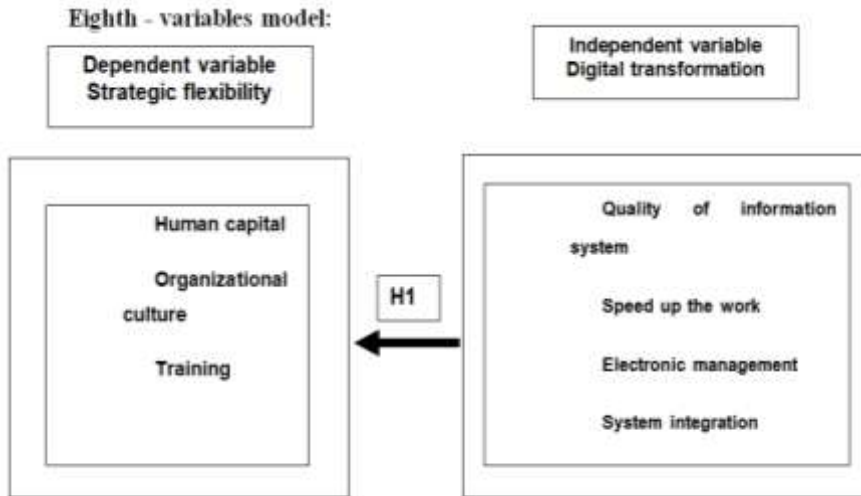 Eighth - variables model:
Dependent variable
Strategic flexibility
Independent variable
Digital transformation
Human capital
Organizational
culture
Training
H1
Quality of information
system
Speed up the work
Electronic management
System integration